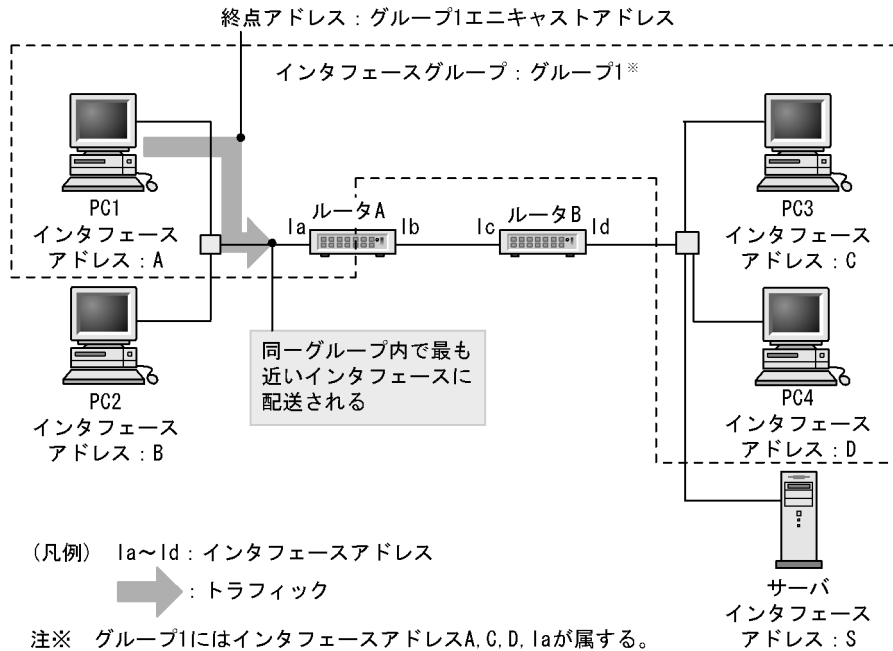 終点アドレス：グループ1エニキャストアドレス
インタフェースグループ：グループ1※
PC1
インタフェース
アドレス：A
PC2
インタフェース
アドレス：B
Ia
ルータA
Ib
Ic
ルータB
Id
PC3
インタフェース
アドレス：C
PC4
インタフェース
アドレス：D
同一グループ内で最も
近いインタフェースに
配送される
サーバ
インタフェース
アドレス：S
(凡例) Ia～Id：インタフェースアドレス
：トラフィック
注※ グループ1にはインタフェースアドレスA,C,D,Iaが属する。